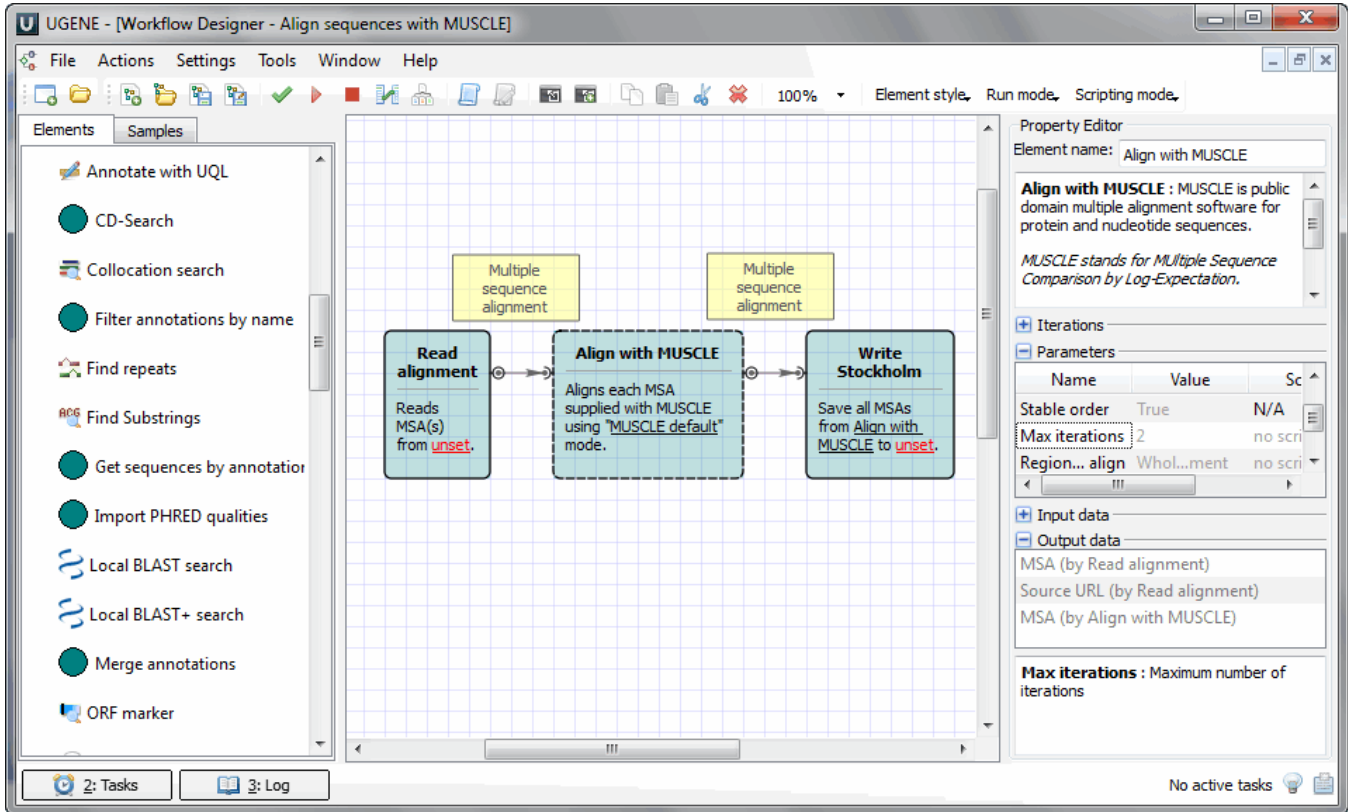 UGENE - [Workflow Designer - Align sequences with MUSCLE]
File Actions Settings Tools Window Help
100% Element style Run mode Scripting mode
Elements Samples
Annotate with UQL
CD-Search
Collocation search
Filter annotations by name
Find repeats
ACG Find Substrings
Get sequences by annotation
Import PHRED qualities
Local BLAST search
Local BLAST+ search
Merge annotations
ORF marker
Multiple
sequence
alignment
Multiple
sequence
alignment
Read
alignment
Reads
MSA(s)
from unset.
Align with MUSCLE
Aligns each MSA
supplied with MUSCLE
using "MUSCLE default"
mode.
Write
Stockholm
Save all MSAs
from Align with
MUSCLE to unset.
Property Editor
Element name: Align with MUSCLE
Align with MUSCLE : MUSCLE is public
domain multiple alignment software for
protein and nucleotide sequences.
MUSCLE stands for MUltiple Sequence
Comparison by Log-Expectation.
Iterations
Parameters
Name Value Sc
Stable order True N/A
Max iterations 2 no scri
Region... align Whol...ment no scri
Input data
Output data
MSA (by Read alignment)
Source URL (by Read alignment)
MSA (by Align with MUSCLE)
Max iterations : Maximum number of
iterations
2: Tasks 3: Log No active tasks